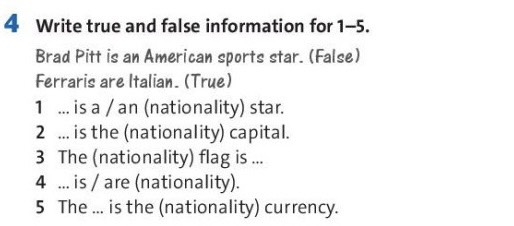 4 Write true and false information for 1–5.
Brad Pitt is an American sports star. (False)
Ferraris are Italian. (True)
1 ... is a / an (nationality) star.
2 ... is the (nationality) capital.
3 The (nationality) flag is ...
4 ... is / are (nationality).
5 The ... is the (nationality) currency.